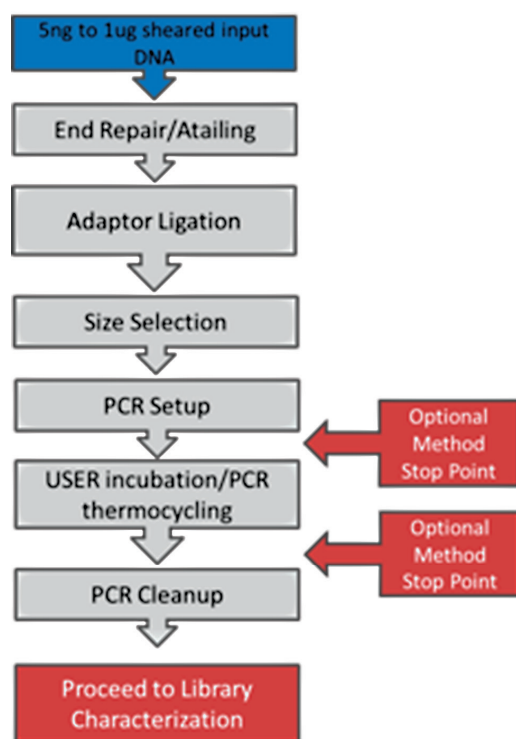 5ng to 1ug sheared input
DNA
End Repair/Atailing
Adaptor Ligation
Size Selection
PCR Setup
Optional
Method
Stop Point
USER incubation/PCR
thermocycling
Optional
Method
Stop Point
PCR Cleanup
Proceed to Library
Characterization